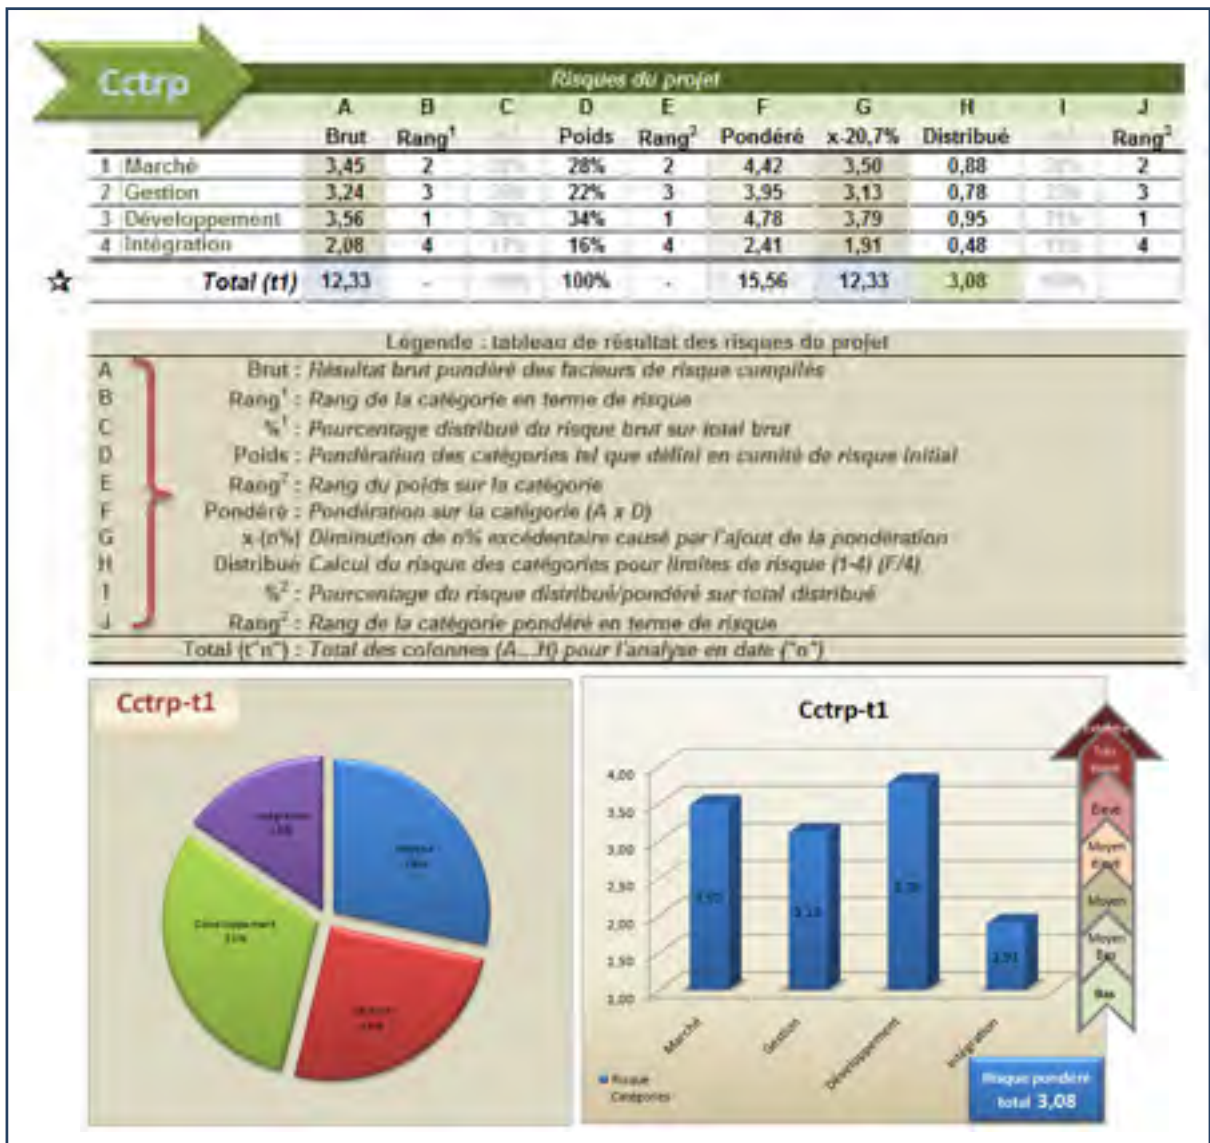 Cctrp
Risques du projet
A B C D E F G H I J
Brut Rang¹ Poids Rang² Pondéré x-20,7% Distribué Rang³
1 Marché 3,45 2 28% 2 4,42 3,50 0,88 2
2 Gestion 3,24 3 22% 3 3,95 3,13 0,78 3
3 Développement 3,56 1 34% 1 4,78 3,79 0,95 1
4 Intégration 2,08 4 17% 16% 4 2,41 1,91 0,48 4
☆ Total (t1) 12,33 - 100% - 15,56 12,33 3,08
Légende : tableau de résultat des risques du projet
A Brut : Résultat brut pondéré des facteurs de risque compilés
B Rang¹ : Rang de la catégorie en terme de risque
C %¹ : Pourcentage distribué du risque brut sur total brut
D Poids : Pondération des catégories tel que défini en comité de risque initial
E Rang² : Rang du poids sur la catégorie
F Pondéré : Pondération sur la catégorie (A x D)
G x-(n%) Diminution de n% excédentaire causé par l'ajout de la pondération
H Distribué Calcul du risque des catégories pour limites de risque (1-4) (F/4)
I %² : Pourcentage du risque distribué/pondéré sur total distribué
J Rang² : Rang de la catégorie pondéré en terme de risque
Total (t"n") : Total des colonnes (A...H) pour l'analyse en date ("n")
Cctrp-t1
Intégration
Développement
Cctrp-t1
4,00
3,50
3,00
2,50
2,00
1,50
1,00
3,50
3,13
3,79
1,91
Marché
Gestion
Développement
Intégration
Risque
Catégories
Très
élevé
Élevé
Moyen
élevé
Moyen
Moyen
Bas
Bas
Risque pondéré
total 3,08